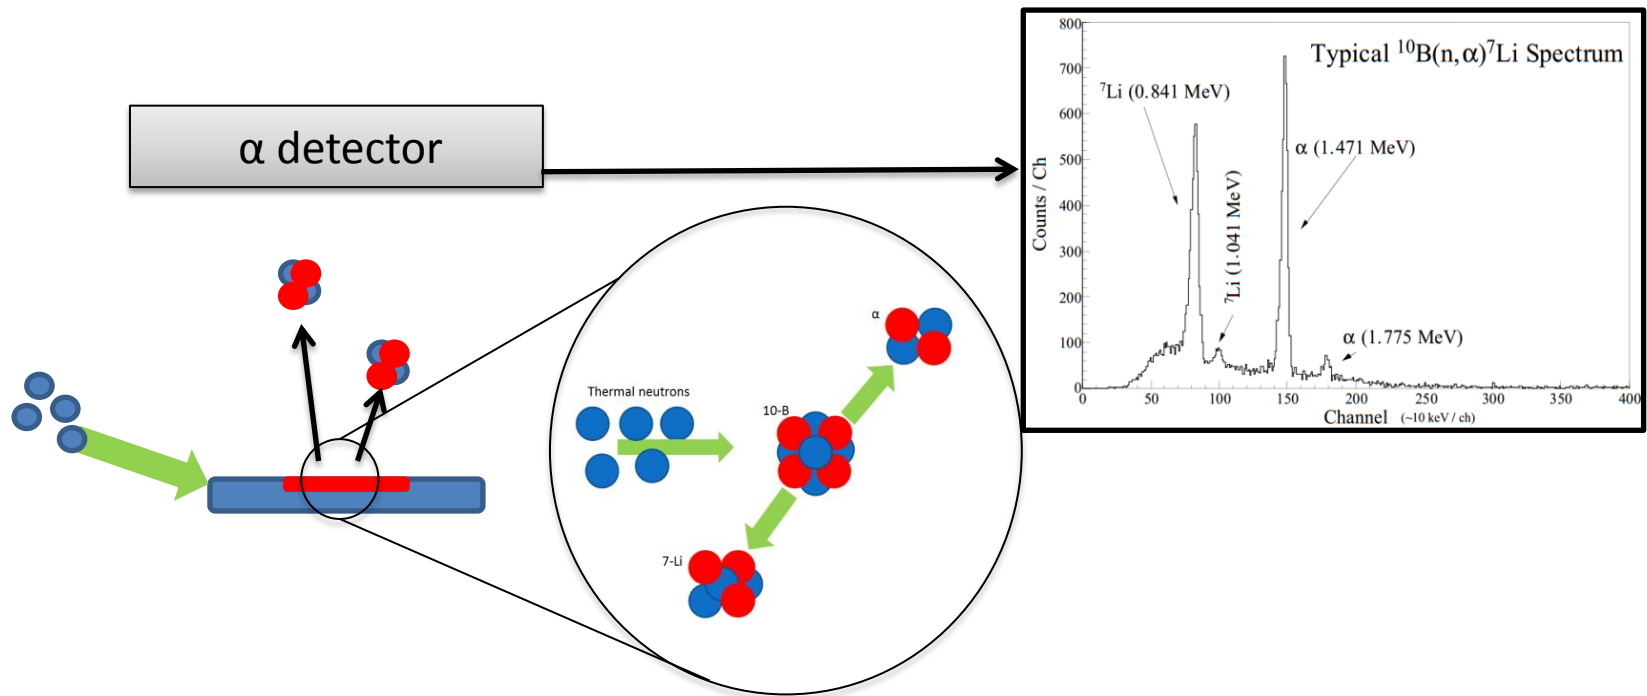 α detector
Thermal neutrons
10-B
α
7-Li
Typical ¹⁰B(n,α)⁷Li Spectrum
⁷Li (0.841 MeV)
⁷Li (1.041 MeV)
α (1.471 MeV)
α (1.775 MeV)
Counts / Ch
800
700
600
500
400
300
200
100
0
0 50 100 150 200 250 300 350 400
Channel (~10 keV / ch)